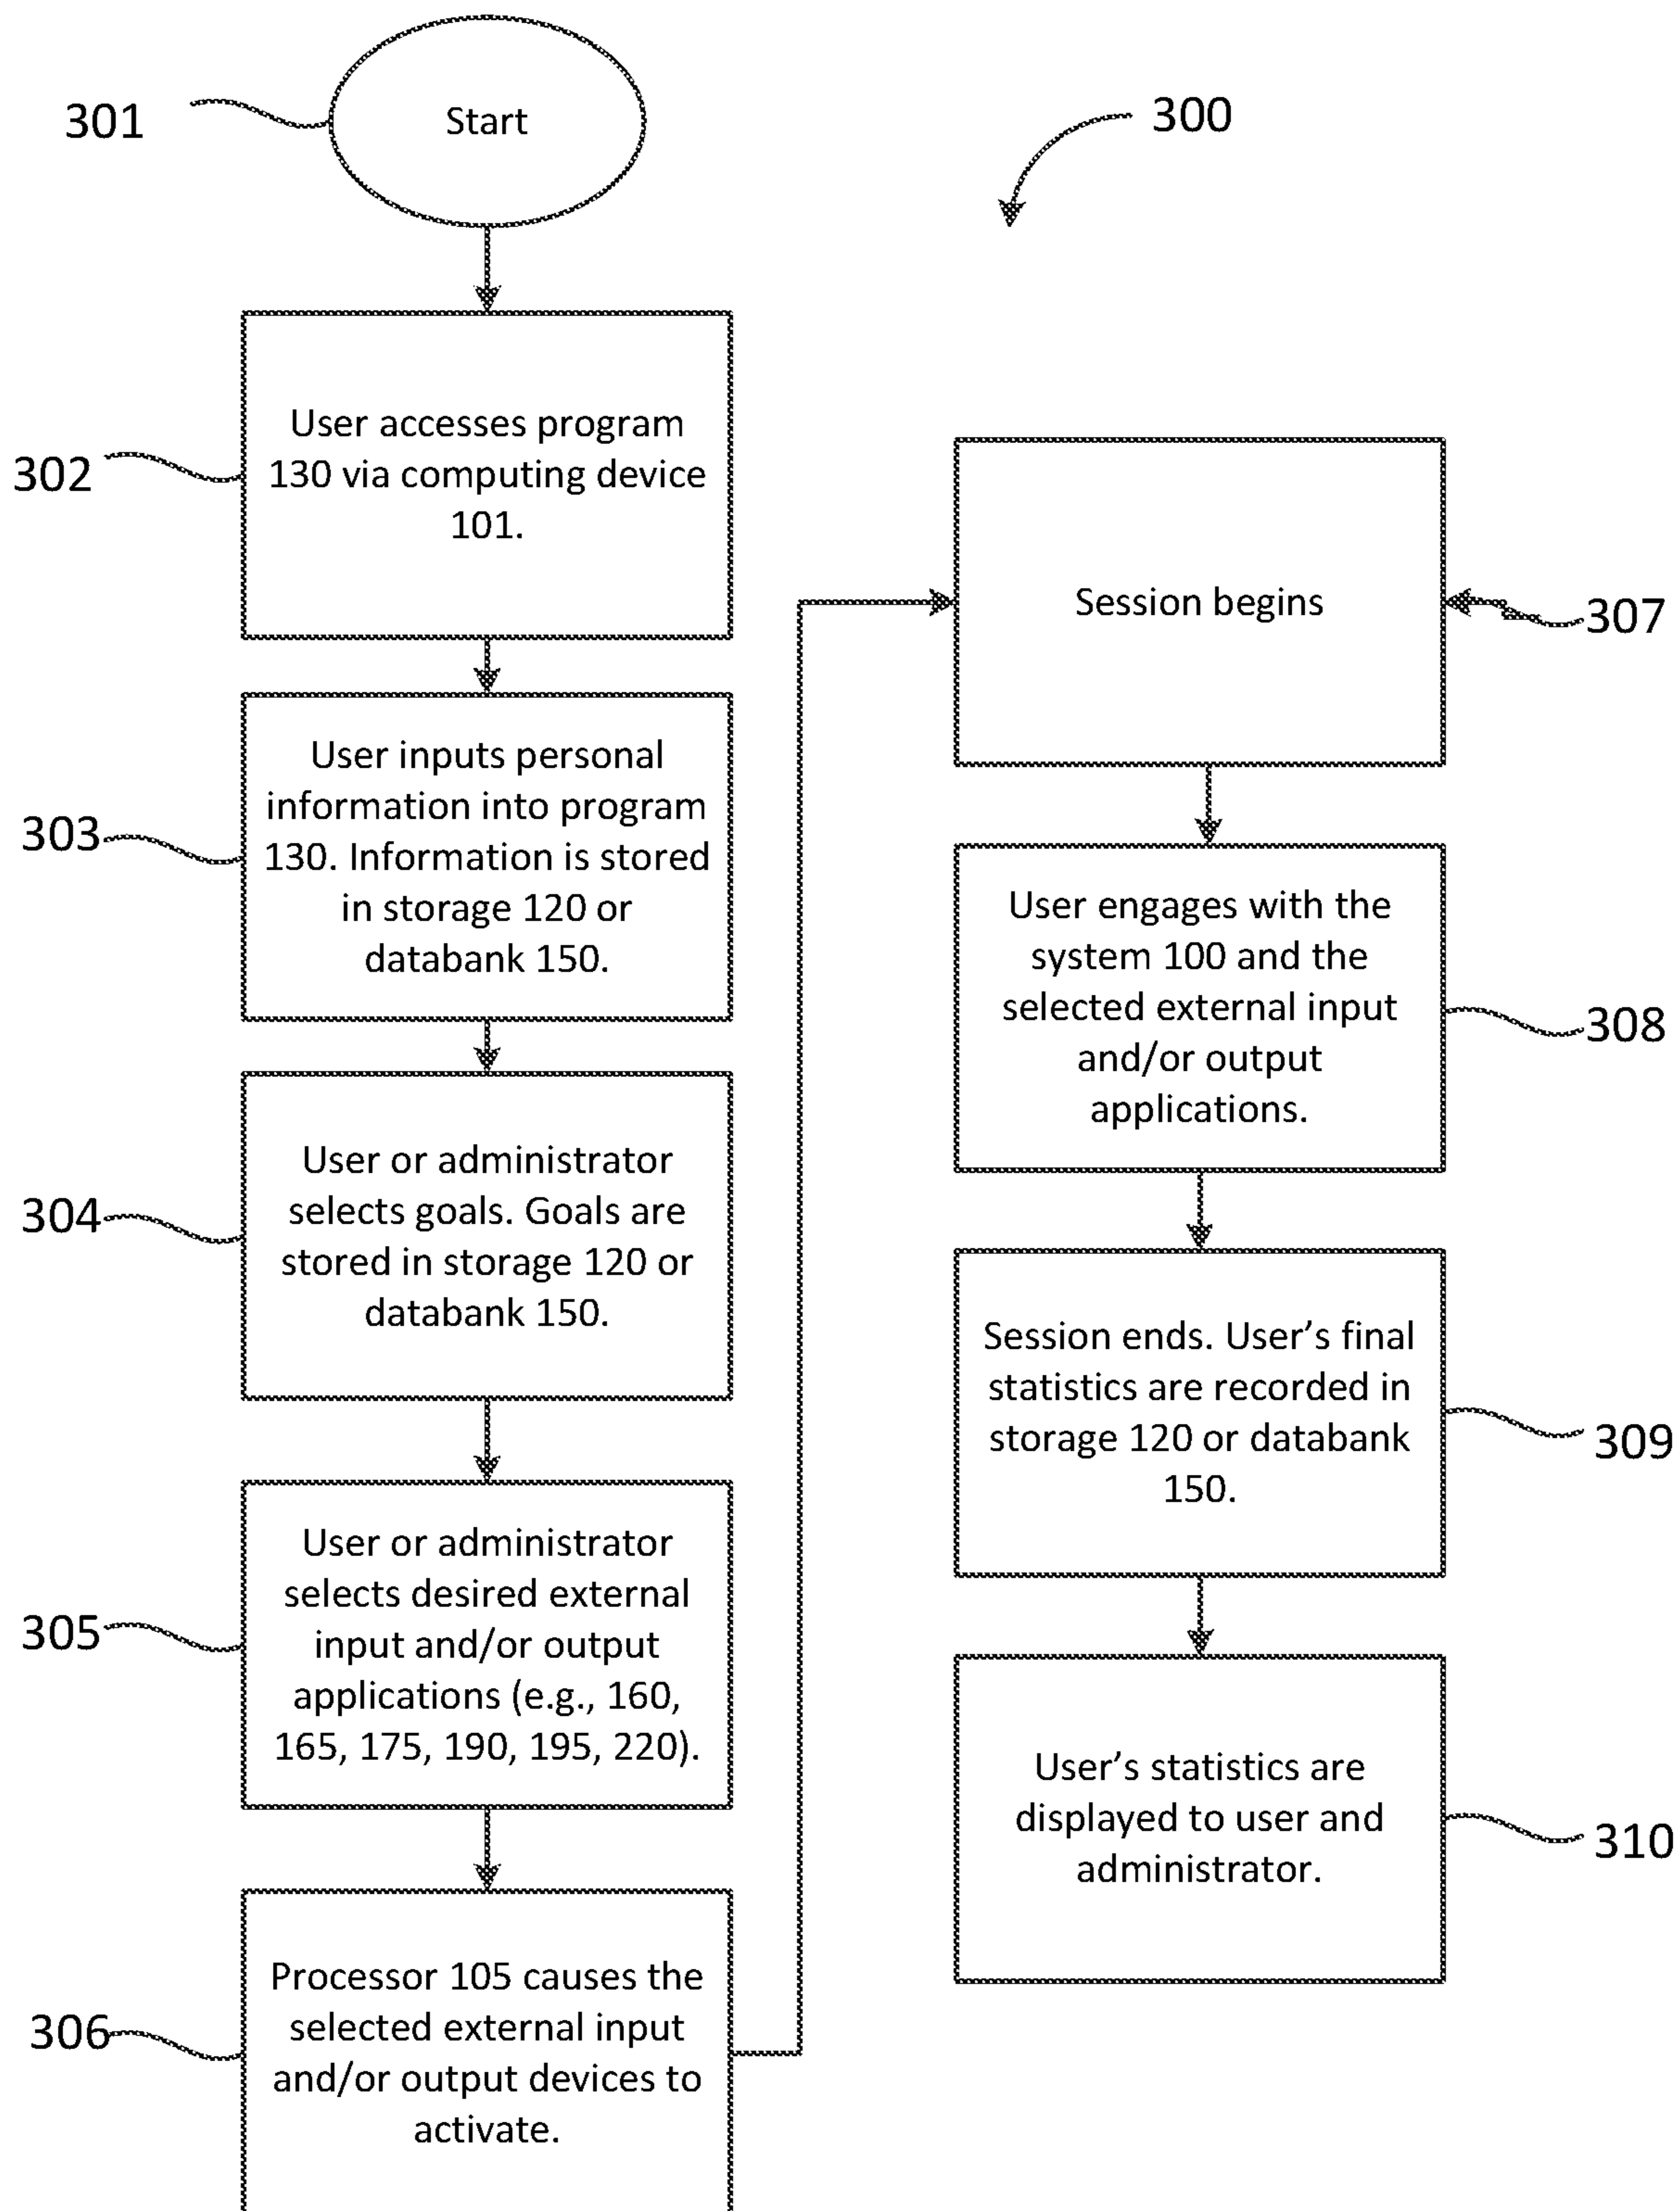 301
Start
300
302
User accesses program
130 via computing device
101.
303
User inputs personal
information into program
130. Information is stored
in storage 120 or
databank 150.
304
User or administrator
selects goals. Goals are
stored in storage 120 or
databank 150.
305
User or administrator
selects desired external
input and/or output
applications (e.g., 160,
165, 175, 190, 195, 220).
306
Processor 105 causes the
selected external input
and/or output devices to
activate.
Session begins
307
User engages with the
system 100 and the
selected external input
and/or output
applications.
308
Session ends. User’s final
statistics are recorded in
storage 120 or databank
150.
309
User’s statistics are
displayed to user and
administrator.
310